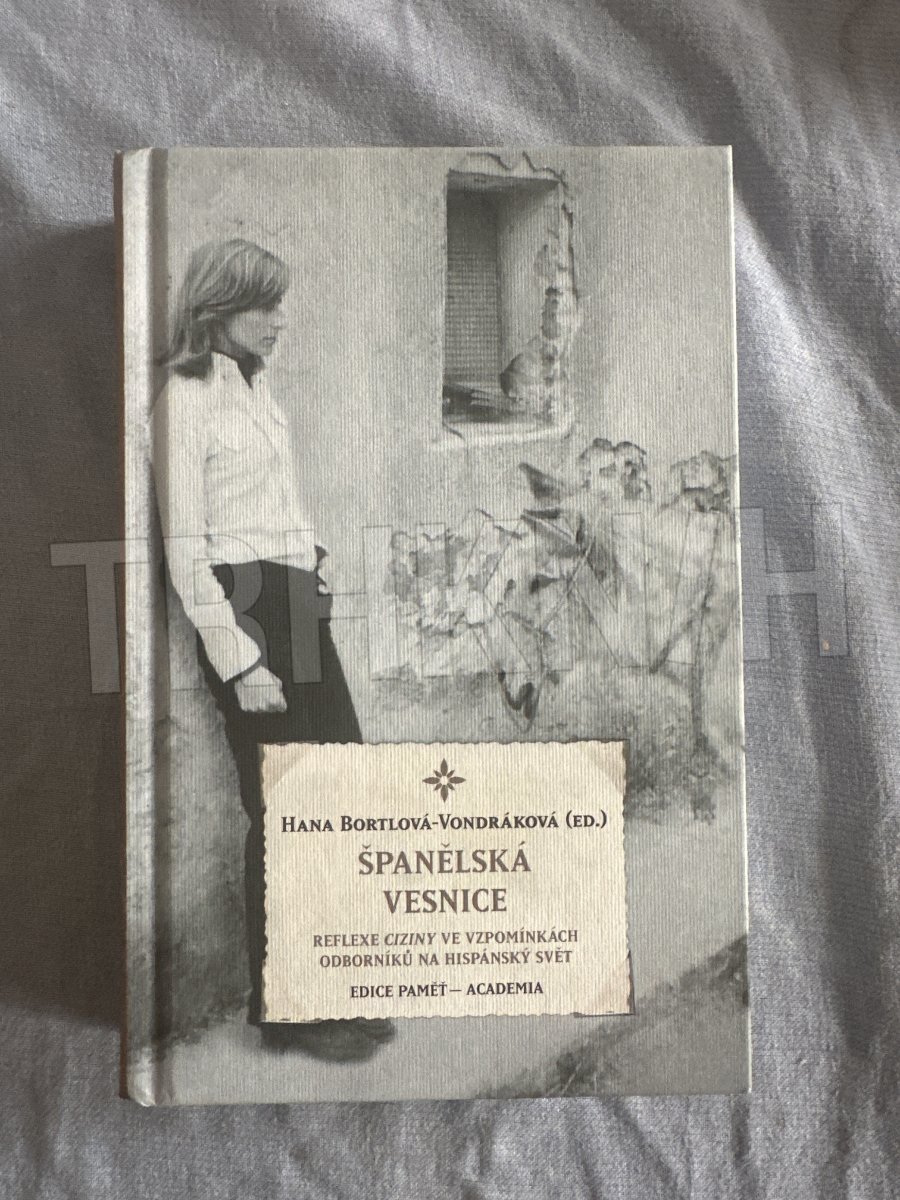 Hana Bortlová-Vondráková (ed.)
ŠPANĚLSKÁ
VESNICE
REFLEXE CIZINY VE VZPOMÍNKÁCH
ODBORNÍKŮ NA HISPÁNSKÝ SVĚT
EDICE PAMĚŤ — ACADEMIA